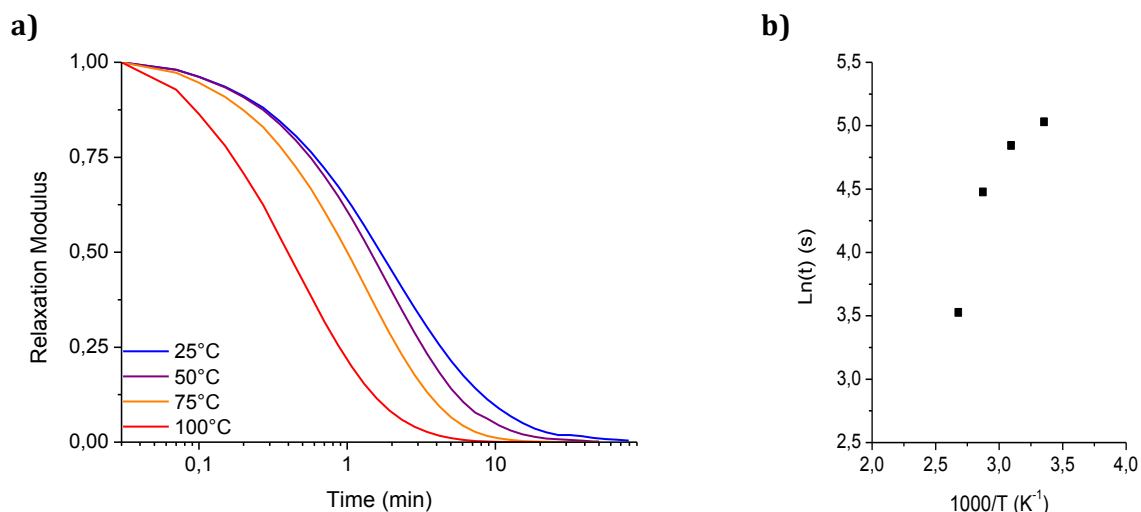 a)
1,00
0,75
0,50
0,25
0,00
Relaxation Modulus
25°C
50°C
75°C
100°C
0,1
1
10
Time (min)
b)
5,5
5,0
4,5
4,0
3,5
3,0
2,5
Ln(t) (s)
2,0
2,5
3,0
3,5
4,0
1000/T (K⁻¹)